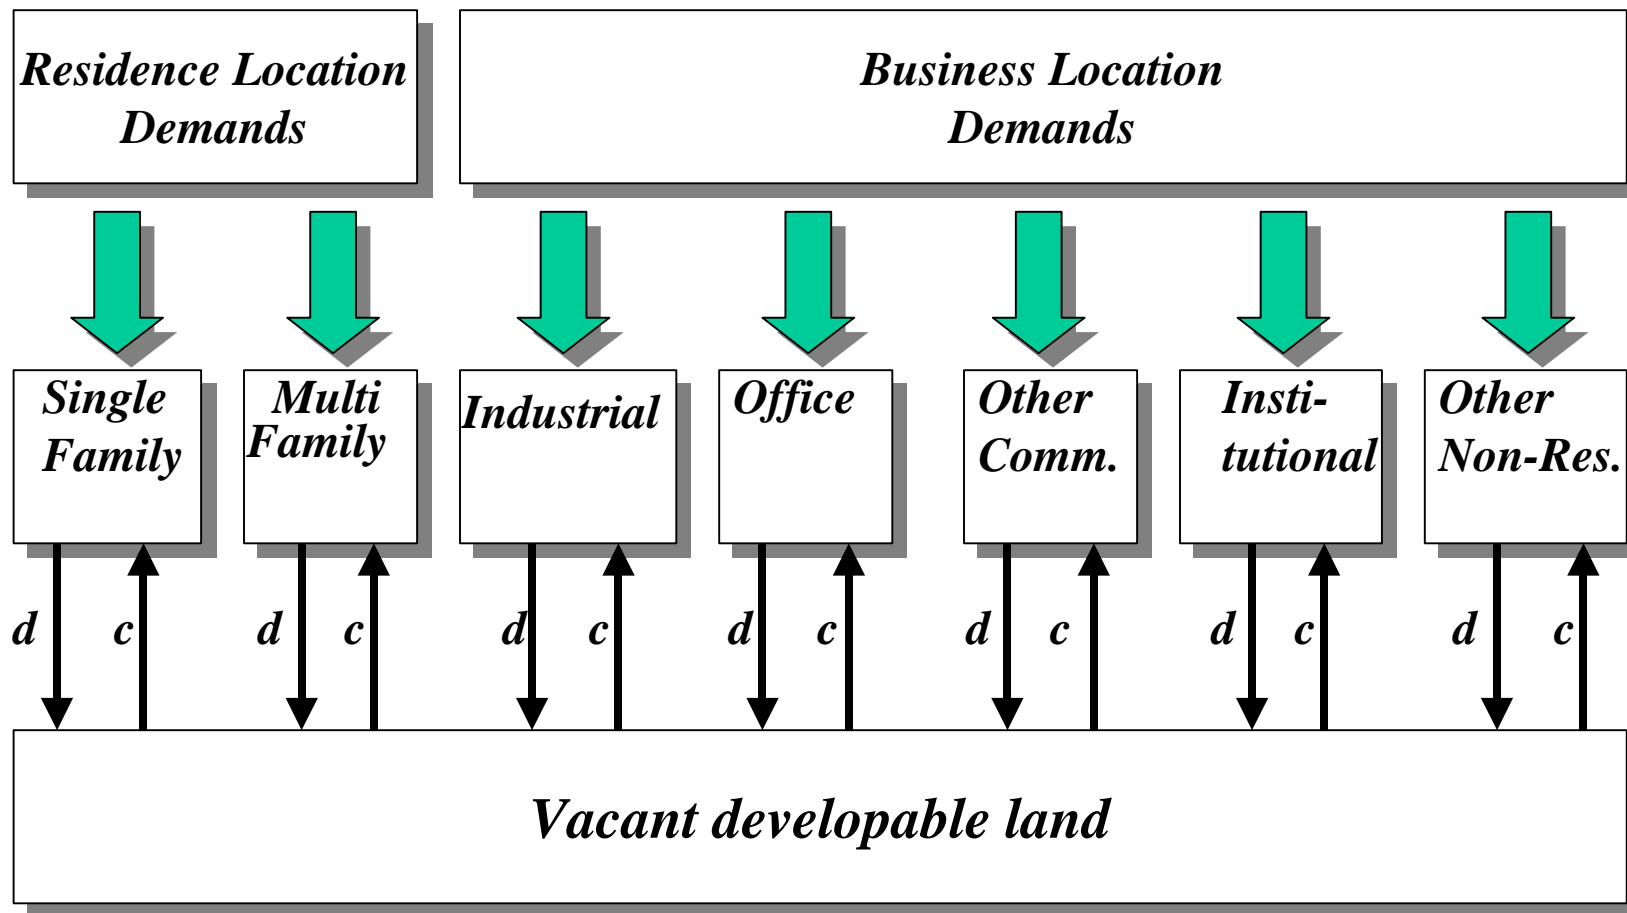 Residence Location
Demands
Business Location
Demands
Single
Family
Multi
Family
Industrial
Office
Other
Comm.
Insti-
tutional
Other
Non-Res.
d c d c d c d c d c d c d c
Vacant developable land